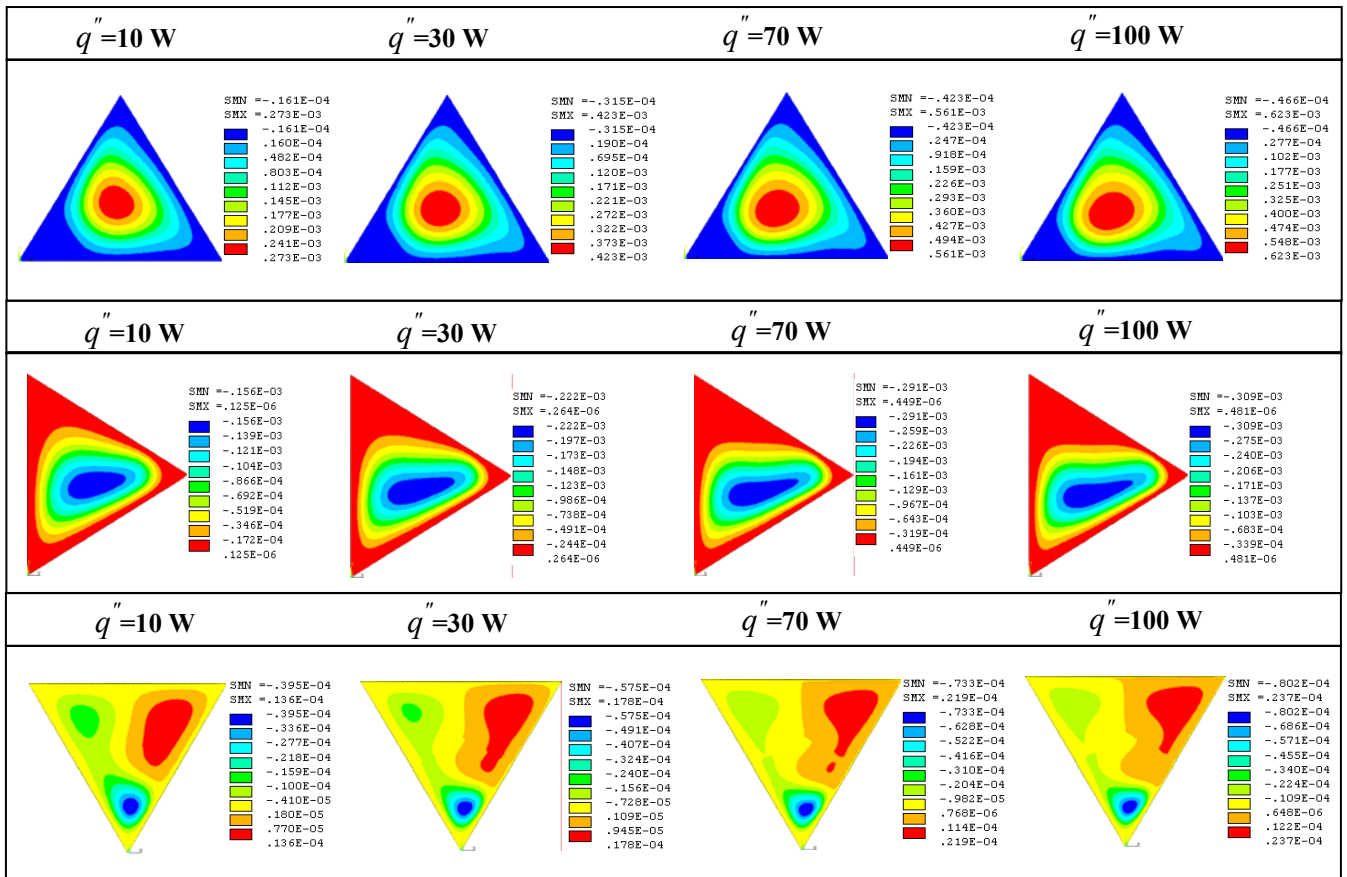 q″=10 W
q″=30 W
q″=70 W
q″=100 W
SMN =-.161E-04
SMX =.273E-03
-.161E-04
.160E-04
.482E-04
.803E-04
.112E-03
.145E-03
.177E-03
.209E-03
.241E-03
.273E-03
SMN =-.315E-04
SMX =.423E-03
-.315E-04
.190E-04
.695E-04
.120E-03
.171E-03
.221E-03
.272E-03
.322E-03
.373E-03
.423E-03
SMN =-.423E-04
SMX =.561E-03
-.423E-04
.247E-04
.918E-04
.159E-03
.226E-03
.293E-03
.360E-03
.427E-03
.494E-03
.561E-03
SMN =-.466E-04
SMX =.623E-03
-.466E-04
.277E-04
.102E-03
.177E-03
.251E-03
.325E-03
.400E-03
.474E-03
.548E-03
.623E-03
q″=10 W
q″=30 W
q″=70 W
q″=100 W
SMN =-.156E-03
SMX =.125E-06
-.156E-03
-.139E-03
-.121E-03
-.104E-03
-.866E-04
-.692E-04
-.519E-04
-.346E-04
-.172E-04
.125E-06
SMN =-.222E-03
SMX =.264E-06
-.222E-03
-.197E-03
-.173E-03
-.148E-03
-.123E-03
-.986E-04
-.738E-04
-.491E-04
-.244E-04
.264E-06
SMN =-.291E-03
SMX =.449E-06
-.291E-03
-.259E-03
-.226E-03
-.194E-03
-.161E-03
-.129E-03
-.967E-04
-.643E-04
-.319E-04
.449E-06
SMN =-.309E-03
SMX =.481E-06
-.309E-03
-.275E-03
-.240E-03
-.206E-03
-.171E-03
-.137E-03
-.103E-03
-.683E-04
-.339E-04
.481E-06
q″=10 W
q″=30 W
q″=70 W
q″=100 W
SMN =-.395E-04
SMX =.136E-04
-.395E-04
-.336E-04
-.277E-04
-.218E-04
-.159E-04
-.100E-04
-.410E-05
.180E-05
.770E-05
.136E-04
SMN =-.575E-04
SMX =.178E-04
-.575E-04
-.491E-04
-.407E-04
-.324E-04
-.240E-04
-.156E-04
-.728E-05
.109E-05
.945E-05
.178E-04
SMN =-.733E-04
SMX =.219E-04
-.733E-04
-.628E-04
-.522E-04
-.416E-04
-.310E-04
-.204E-04
-.982E-05
.768E-06
.114E-04
.219E-04
SMN =-.802E-04
SMX =.237E-04
-.802E-04
-.686E-04
-.571E-04
-.455E-04
-.340E-04
-.224E-04
-.109E-04
.648E-06
.122E-04
.237E-04